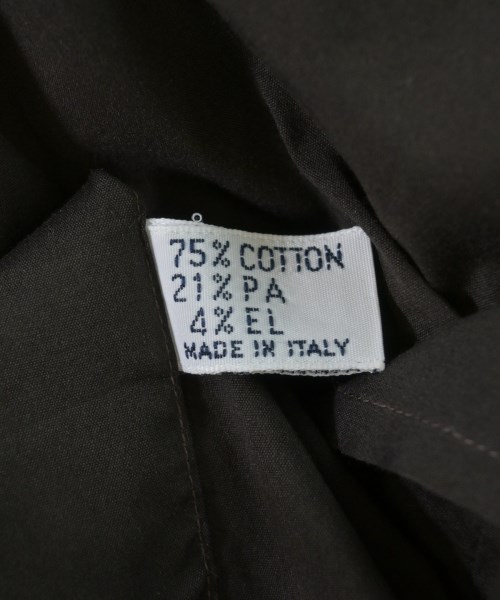 75% COTTON
21% PA
4% EL
MADE IN ITALY